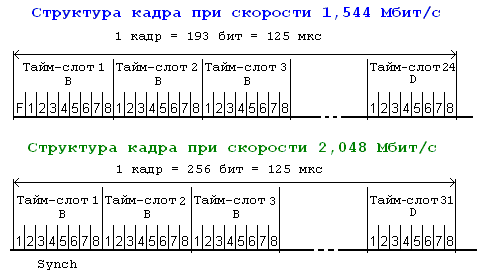 Структура кадра при скорости 1,544 Мбит/с
1 кадр = 193 бит = 125 мкс
Тайм-слот 1 Тайм-слот 2 Тайм-слот 3 Тайм-слот 24
B B B D
F 1 2 3 4 5 6 7 8 1 2 3 4 5 6 7 8 1 2 3 4 5 6 7 8 1 2 3 4 5 6 7 8
Структура кадра при скорости 2,048 Мбит/с
1 кадр = 256 бит = 125 мкс
Тайм-слот 1 Тайм-слот 2 Тайм-слот 3 Тайм-слот 31
B B B D
1 2 3 4 5 6 7 8 1 2 3 4 5 6 7 8 1 2 3 4 5 6 7 8 1 2 3 4 5 6 7 8
Synch